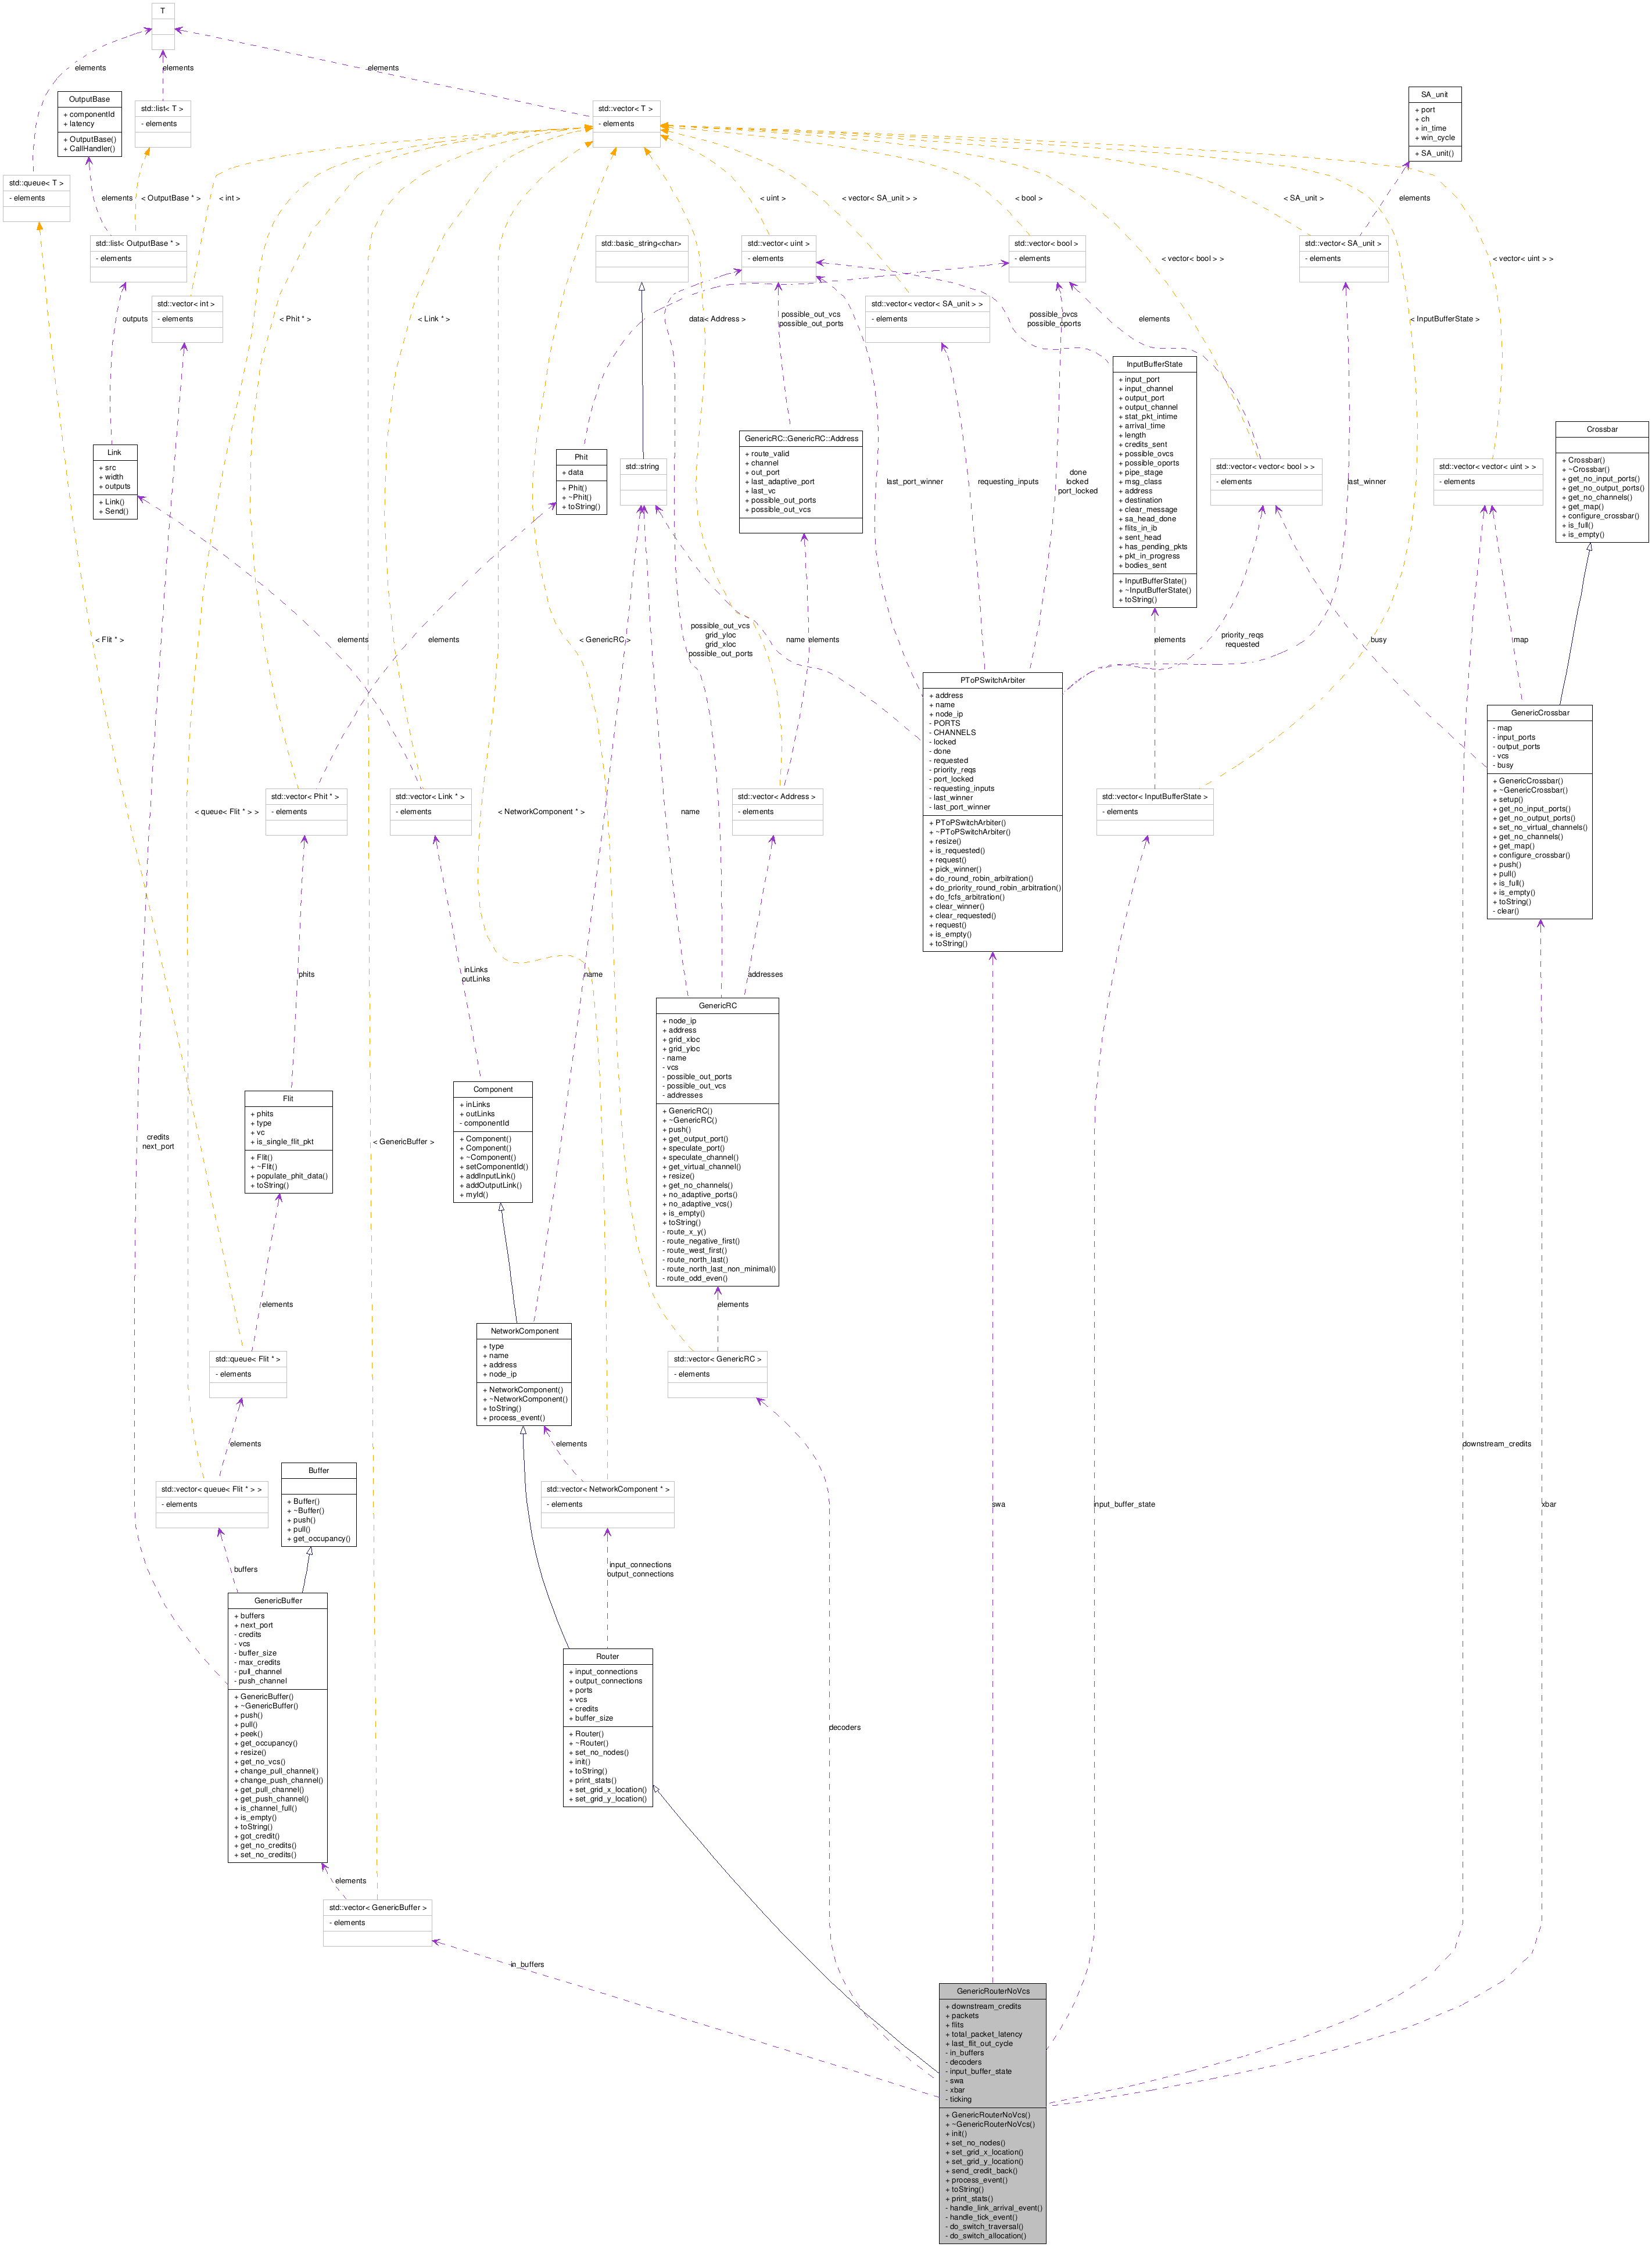 T
elements
elements
elements
OutputBase
+ componentId
+ latency
+ OutputBase()
+ CallHandler()
std::list< T >
- elements
std::vector< T >
- elements
SA_unit
+ port
+ ch
+ in_time
+ win_cycle
+ SA_unit()
std::queue< T >
- elements
elements
< OutputBase * >
< int >
< uint >
< vector< SA_unit > >
< bool >
< SA_unit >
elements
std::list< OutputBase * >
- elements
std::basic_string<char>
std::vector< uint >
- elements
std::vector< bool >
- elements
std::vector< SA_unit >
- elements
< vector< bool > >
< vector< uint > >
std::vector< int >
- elements
std::vector< vector< SA_unit > >
- elements
outputs
< Phit * >
< Link * >
data
< Address >
possible_out_vcs
possible_out_ports
possible_ovcs
possible_oports
elements
< InputBufferState >
InputBufferState
+ input_port
+ input_channel
+ output_port
+ output_channel
+ stat_pkt_intime
+ arrival_time
+ length
+ credits_sent
+ possible_ovcs
+ possible_oports
+ pipe_stage
+ msg_class
+ address
+ destination
+ clear_message
+ sa_head_done
+ flits_in_ib
+ sent_head
+ has_pending_pkts
+ pkt_in_progress
+ bodies_sent
+ InputBufferState()
+ ~InputBufferState()
+ toString()
Link
+ src
+ width
+ outputs
+ Link()
+ Send()
Phit
+ data
+ Phit()
+ ~Phit()
+ toString()
std::string
GenericRC::GenericRC::Address
+ route_valid
+ channel
+ out_port
+ last_adaptive_port
+ last_vc
+ possible_out_ports
+ possible_out_vcs
last_port_winner
requesting_inputs
done
locked
port_locked
std::vector< vector< bool > >
- elements
last_winner
std::vector< vector< uint > >
- elements
Crossbar
+ Crossbar()
+ ~Crossbar()
+ get_no_input_ports()
+ get_no_output_ports()
+ get_no_channels()
+ get_map()
+ configure_crossbar()
+ is_full()
+ is_empty()
< Flit * >
elements
elements
< GenericRC >
possible_out_vcs
grid_yloc
grid_xloc
possible_out_ports
name
elements
elements
priority_reqs
requested
busy
map
PToPSwitchArbiter
+ address
+ name
+ node_ip
- PORTS
- CHANNELS
- locked
- done
- requested
- priority_reqs
- port_locked
- requesting_inputs
- last_winner
- last_port_winner
+ PToPSwitchArbiter()
+ ~PToPSwitchArbiter()
+ resize()
+ is_requested()
+ request()
+ pick_winner()
+ do_round_robin_arbitration()
+ do_priority_round_robin_arbitration()
+ do_fcfs_arbitration()
+ clear_winner()
+ clear_requested()
+ request()
+ is_empty()
+ toString()
GenericCrossbar
- map
- input_ports
- output_ports
- vcs
- busy
+ GenericCrossbar()
+ ~GenericCrossbar()
+ setup()
+ get_no_input_ports()
+ get_no_output_ports()
+ set_no_virtual_channels()
+ get_no_channels()
+ get_map()
+ configure_crossbar()
+ push()
+ pull()
+ is_full()
+ is_empty()
+ toString()
- clear()
< queue< Flit * > >
std::vector< Phit * >
- elements
std::vector< Link * >
- elements
< NetworkComponent * >
name
std::vector< Address >
- elements
std::vector< InputBufferState >
- elements
phits
inLinks
outLinks
name
addresses
GenericRC
+ node_ip
+ address
+ grid_xloc
+ grid_yloc
- name
- vcs
- possible_out_ports
- possible_out_vcs
- addresses
+ GenericRC()
+ ~GenericRC()
+ push()
+ get_output_port()
+ speculate_port()
+ speculate_channel()
+ get_virtual_channel()
+ resize()
+ get_no_channels()
+ no_adaptive_ports()
+ no_adaptive_vcs()
+ is_empty()
+ toString()
- route_x_y()
- route_negative_first()
- route_west_first()
- route_north_last()
- route_north_last_non_minimal()
- route_odd_even()
credits
next_port
Flit
+ phits
+ type
+ vc
+ is_single_flit_pkt
+ Flit()
+ ~Flit()
+ populate_phit_data()
+ toString()
< GenericBuffer >
Component
+ inLinks
+ outLinks
- componentId
+ Component()
+ Component()
+ ~Component()
+ setComponentId()
+ addInputLink()
+ addOutputLink()
+ myId()
elements
elements
std::queue< Flit * >
- elements
NetworkComponent
+ type
+ name
+ address
+ node_ip
+ NetworkComponent()
+ ~NetworkComponent()
+ toString()
+ process_event()
std::vector< GenericRC >
- elements
elements
elements
downstream_credits
std::vector< queue< Flit * > >
- elements
Buffer
+ Buffer()
+ ~Buffer()
+ push()
+ pull()
+ get_occupancy()
std::vector< NetworkComponent * >
- elements
swa
input_buffer_state
xbar
buffers
input_connections
output_connections
GenericBuffer
+ buffers
+ next_port
- credits
- vcs
- buffer_size
- max_credits
- pull_channel
- push_channel
+ GenericBuffer()
+ ~GenericBuffer()
+ push()
+ pull()
+ peek()
+ get_occupancy()
+ resize()
+ get_no_vcs()
+ change_pull_channel()
+ change_push_channel()
+ get_pull_channel()
+ get_push_channel()
+ is_channel_full()
+ is_empty()
+ toString()
+ got_credit()
+ get_no_credits()
+ set_no_credits()
Router
+ input_connections
+ output_connections
+ ports
+ vcs
+ credits
+ buffer_size
+ Router()
+ ~Router()
+ set_no_nodes()
+ init()
+ toString()
+ print_stats()
+ set_grid_x_location()
+ set_grid_y_location()
decoders
elements
std::vector< GenericBuffer >
- elements
in_buffers
GenericRouterNoVcs
+ downstream_credits
+ packets
+ flits
+ total_packet_latency
+ last_flit_out_cycle
- in_buffers
- decoders
- input_buffer_state
- swa
- xbar
- ticking
+ GenericRouterNoVcs()
+ ~GenericRouterNoVcs()
+ init()
+ set_no_nodes()
+ set_grid_x_location()
+ set_grid_y_location()
+ send_credit_back()
+ process_event()
+ toString()
+ print_stats()
- handle_link_arrival_event()
- handle_tick_event()
- do_switch_traversal()
- do_switch_allocation()